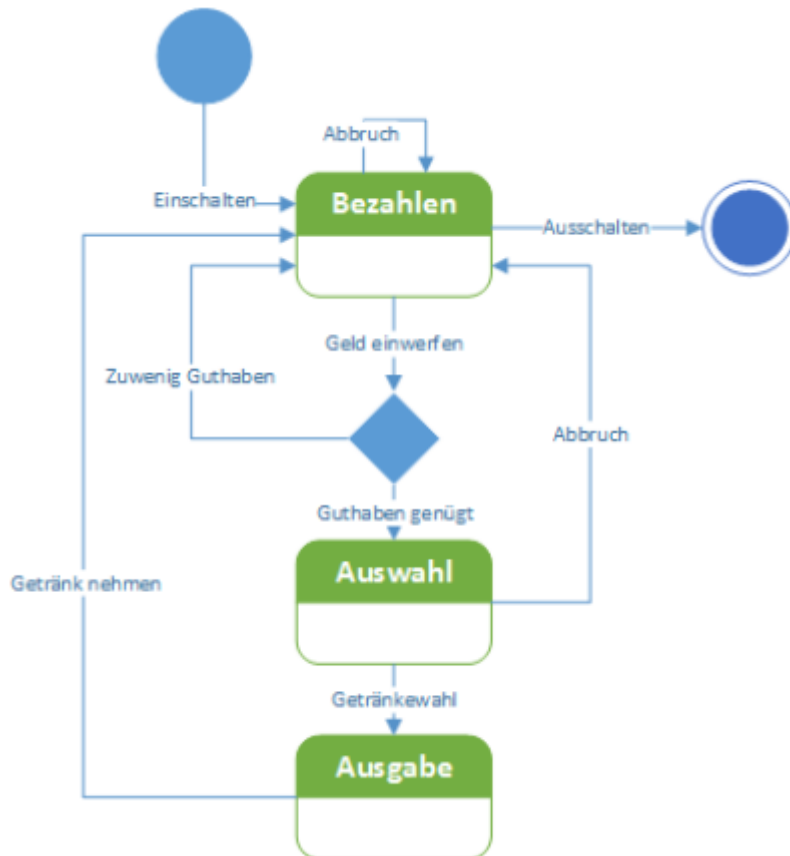 Abbruch
Einschalten
Bezahlen
Ausschalten
Geld einwerfen
Zuwenig Guthaben
Abbruch
Guthaben genügt
Auswahl
Getränk nehmen
Getränkewahl
Ausgabe